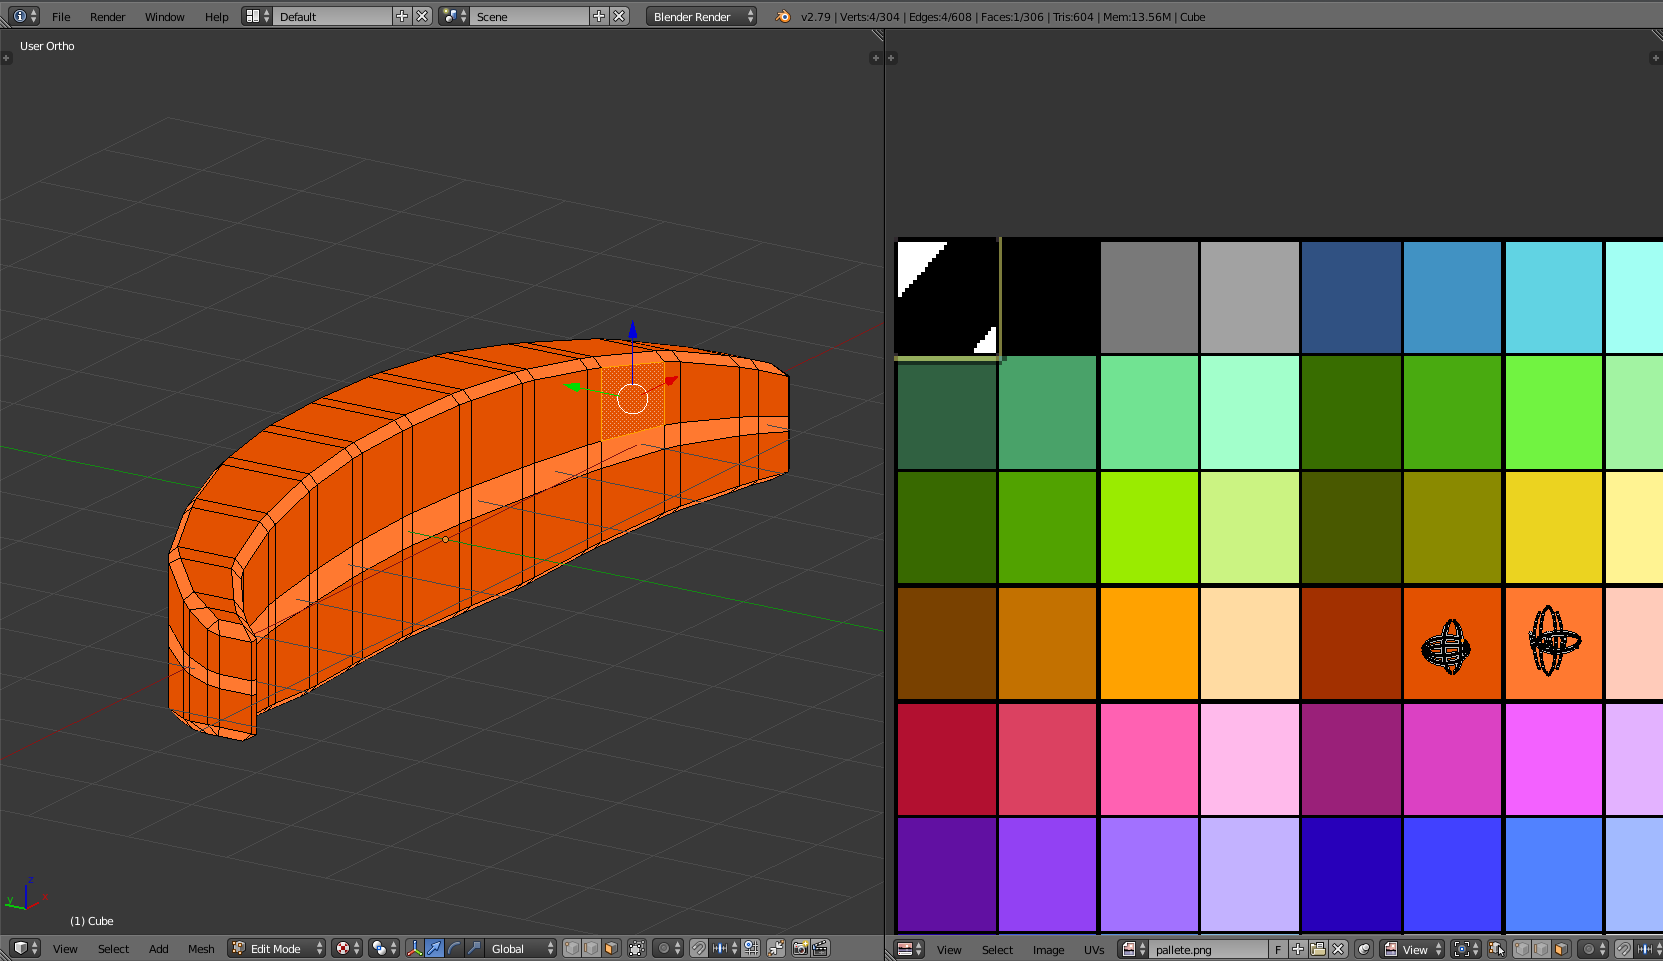 File Render Window Help Default Scene Blender Render v2.79 | Verts:4/304 | Edges:4/608 | Faces:1/306 | Tris:604 | Mem:13.56M | Cube
User Ortho
z
y x
(1) Cube
View Select Add Mesh Edit Mode Global View Select Image UVs pallete.png F View